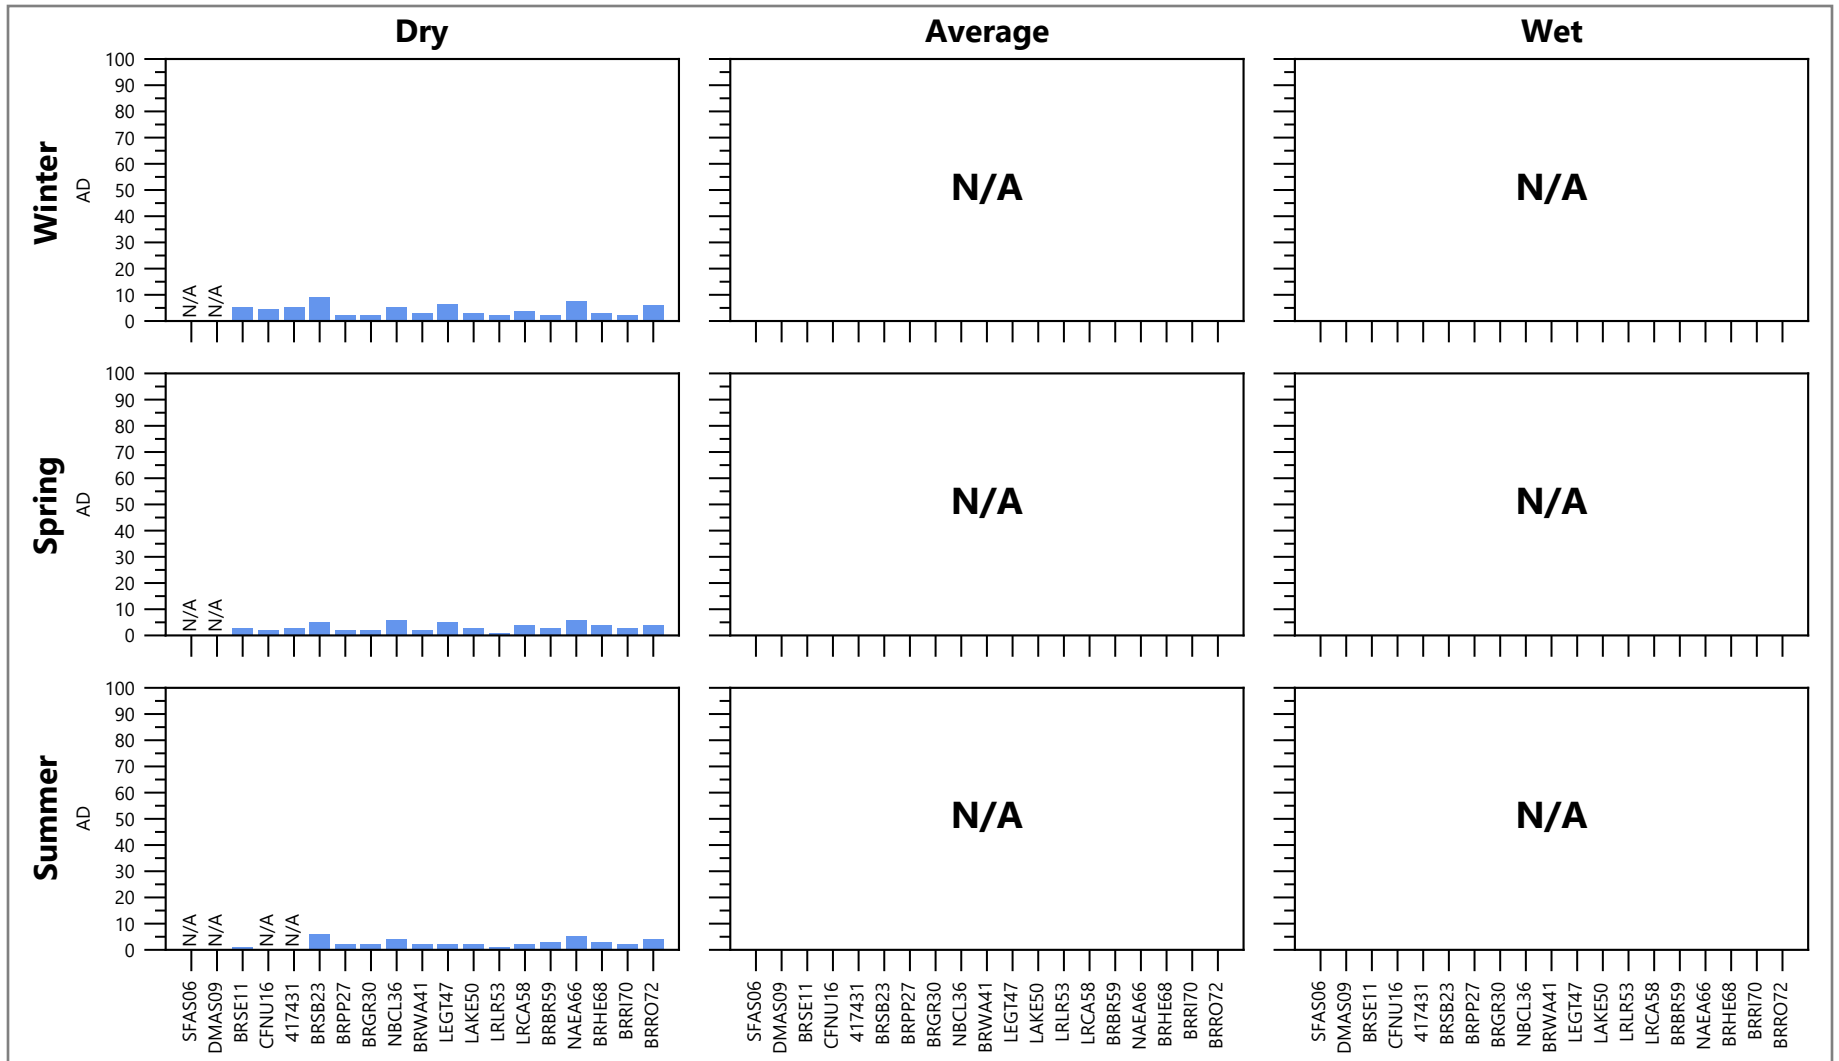 Dry Average Wet
Winter
AD
100
90
80
70
60
50
40
30
20
10
0
N/A N/A
N/A
N/A
Spring
AD
100
90
80
70
60
50
40
30
20
10
0
N/A N/A
N/A
N/A
Summer
AD
100
90
80
70
60
50
40
30
20
10
0
N/A N/A N/A N/A
N/A
N/A
SFAS06 DMAS09 BRSE11 CFNU16 417431 BRSB23 BRPP27 BRGR30 NBCL36 BRWA41 LEGT47 LAKE50 LRLR53 LRCA58 BRBR59 NAEA66 BRHE68 BRRI70 BRRO72
SFAS06 DMAS09 BRSE11 CFNU16 417431 BRSB23 BRPP27 BRGR30 NBCL36 BRWA41 LEGT47 LAKE50 LRLR53 LRCA58 BRBR59 NAEA66 BRHE68 BRRI70 BRRO72
SFAS06 DMAS09 BRSE11 CFNU16 417431 BRSB23 BRPP27 BRGR30 NBCL36 BRWA41 LEGT47 LAKE50 LRLR53 LRCA58 BRBR59 NAEA66 BRHE68 BRRI70 BRRO72